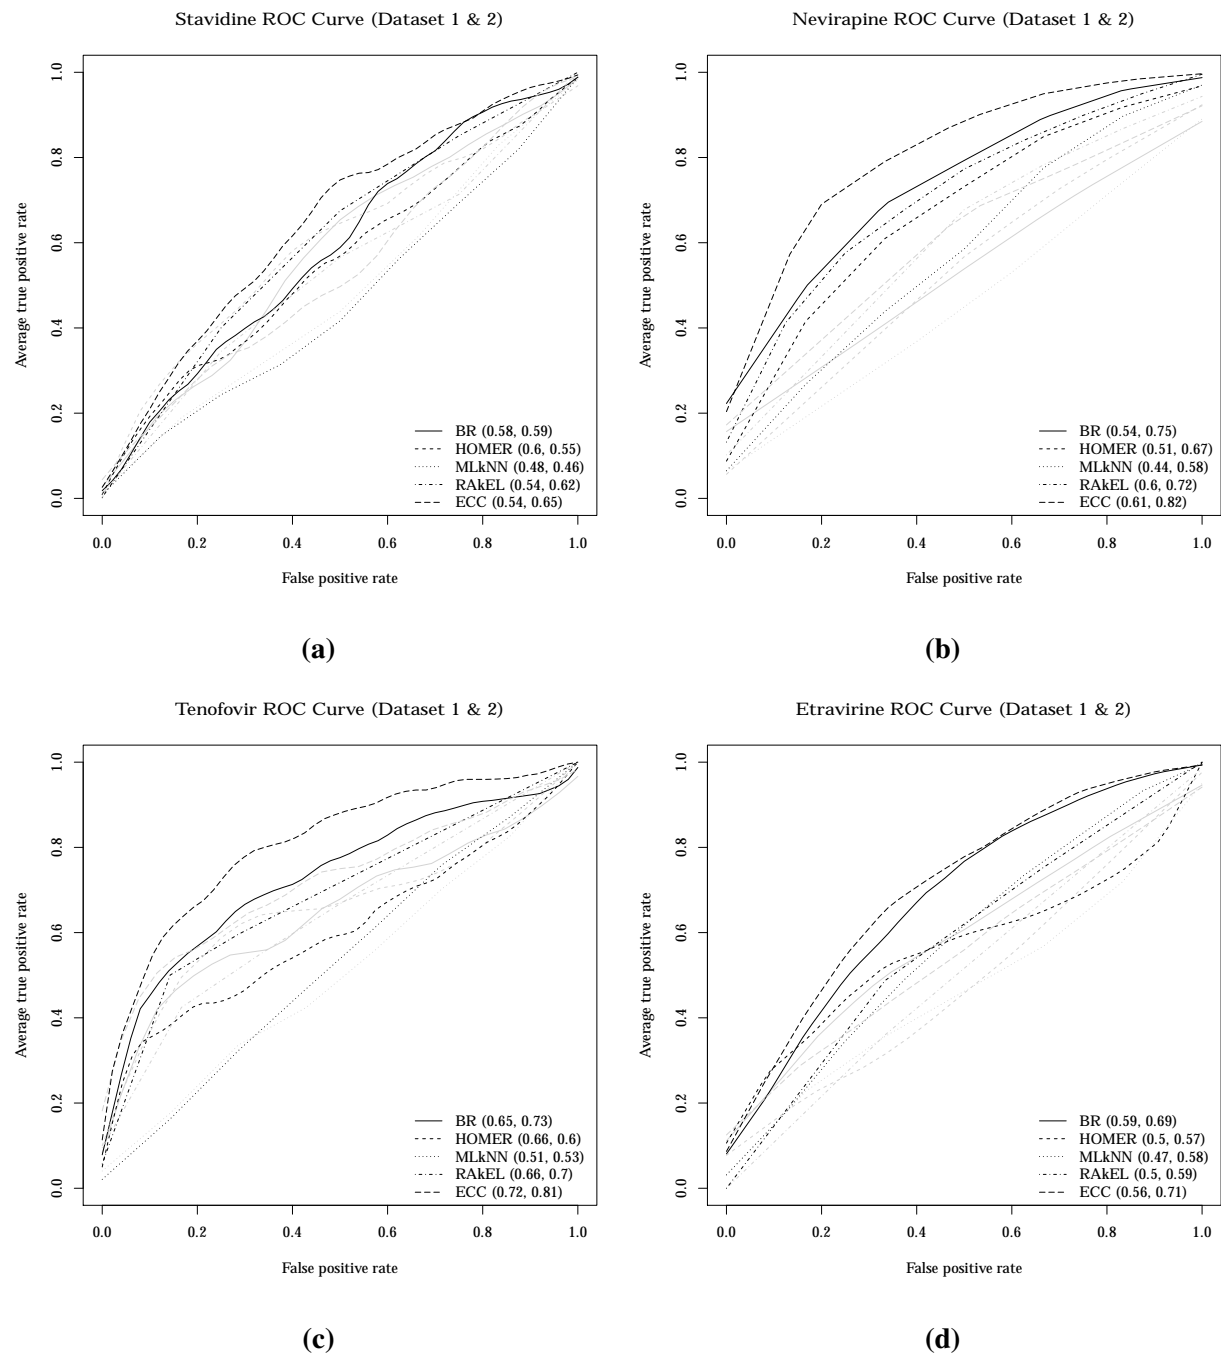 Stavidine ROC Curve (Dataset 1 & 2)
Average true positive rate
0.0 0.2 0.4 0.6 0.8 1.0
BR (0.58, 0.59)
HOMER (0.6, 0.55)
MLkNN (0.48, 0.46)
RAkEL (0.54, 0.62)
ECC (0.54, 0.65)
0.0 0.2 0.4 0.6 0.8 1.0
False positive rate
(a)
Nevirapine ROC Curve (Dataset 1 & 2)
Average true positive rate
0.0 0.2 0.4 0.6 0.8 1.0
BR (0.54, 0.75)
HOMER (0.51, 0.67)
MLkNN (0.44, 0.58)
RAkEL (0.6, 0.72)
ECC (0.61, 0.82)
0.0 0.2 0.4 0.6 0.8 1.0
False positive rate
(b)
Tenofovir ROC Curve (Dataset 1 & 2)
Average true positive rate
0.0 0.2 0.4 0.6 0.8 1.0
BR (0.65, 0.73)
HOMER (0.66, 0.6)
MLkNN (0.51, 0.53)
RAkEL (0.66, 0.7)
ECC (0.72, 0.81)
0.0 0.2 0.4 0.6 0.8 1.0
False positive rate
(c)
Etravirine ROC Curve (Dataset 1 & 2)
Average true positive rate
0.0 0.2 0.4 0.6 0.8 1.0
BR (0.59, 0.69)
HOMER (0.5, 0.57)
MLkNN (0.47, 0.58)
RAkEL (0.5, 0.59)
ECC (0.56, 0.71)
0.0 0.2 0.4 0.6 0.8 1.0
False positive rate
(d)